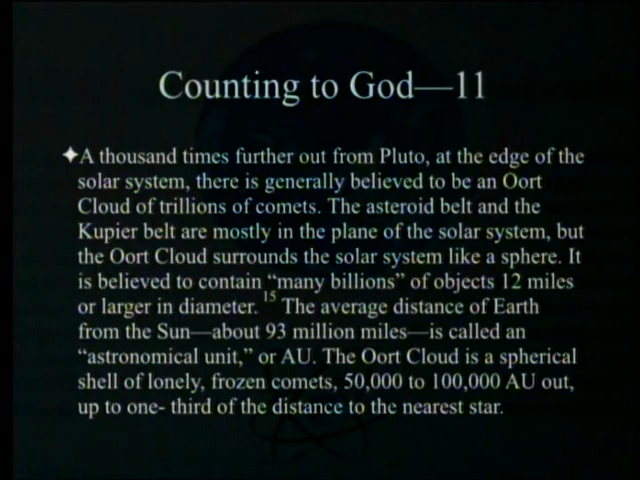 Counting to God—11
✦A thousand times further out from Pluto, at the edge of the
solar system, there is generally believed to be an Oort
Cloud of trillions of comets. The asteroid belt and the
Kupier belt are mostly in the plane of the solar system, but
the Oort Cloud surrounds the solar system like a sphere. It
is believed to contain “many billions” of objects 12 miles
or larger in diameter. 15 The average distance of Earth
from the Sun—about 93 million miles—is called an
“astronomical unit,” or AU. The Oort Cloud is a spherical
shell of lonely, frozen comets, 50,000 to 100,000 AU out,
up to one- third of the distance to the nearest star.